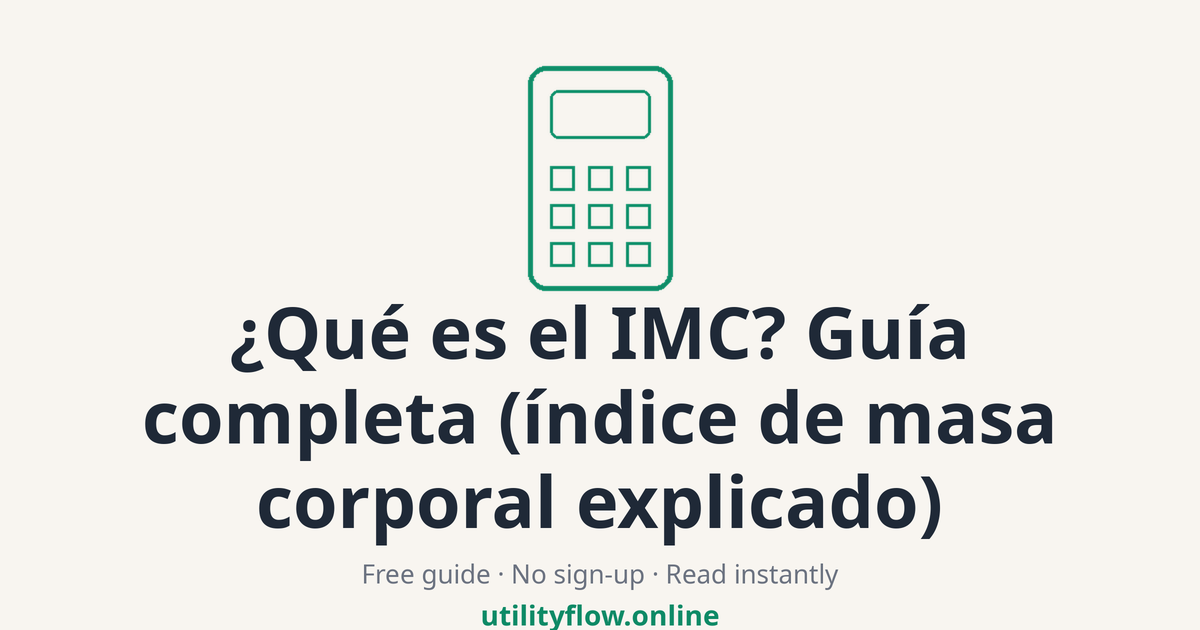 ¿Qué es el IMC? Guía
completa (índice de masa
corporal explicado)
Free guide · No sign-up · Read instantly
utilityflow.online